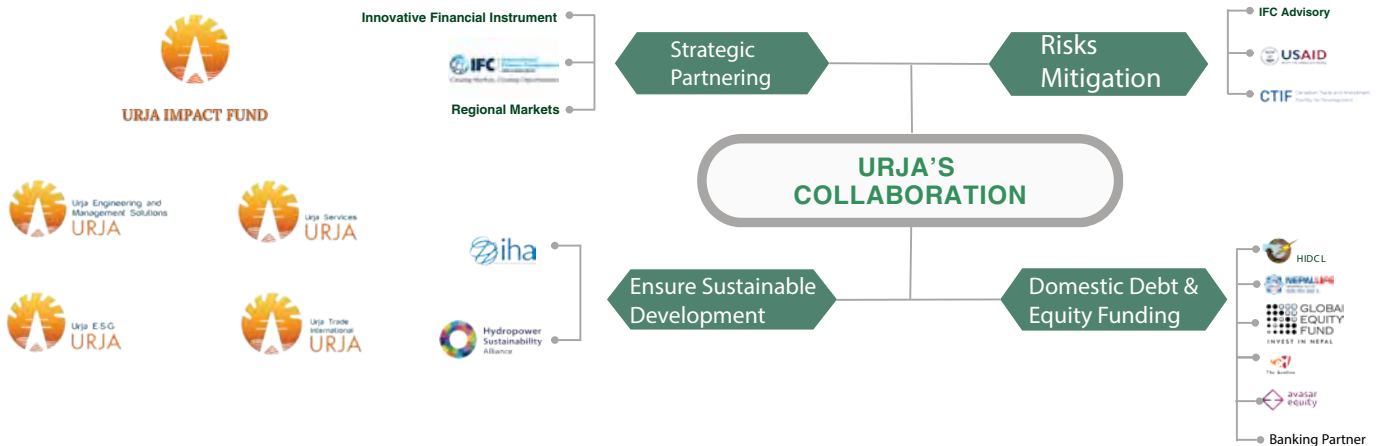 URJA IMPACT FUND
Urja Engineering and
Management Solutions
URJA
Urja Services
URJA
Urja E.S.G
URJA
Urja Trade
International
URJA
Innovative Financial Instrument
IFC
Regional Markets
Strategic
Partnering
Risks
Mitigation
IFC Advisory
USAID
CTIF
URJA'S
COLLABORATION
iha
Hydropower
Sustainability
Alliance
Ensure Sustainable
Development
Domestic Debt &
Equity Funding
HIDCL
NEPAL LIFE
GLOBAL
EQUITY
FUND
INVEST IN NEPAL
avasar
equity
Banking Partner